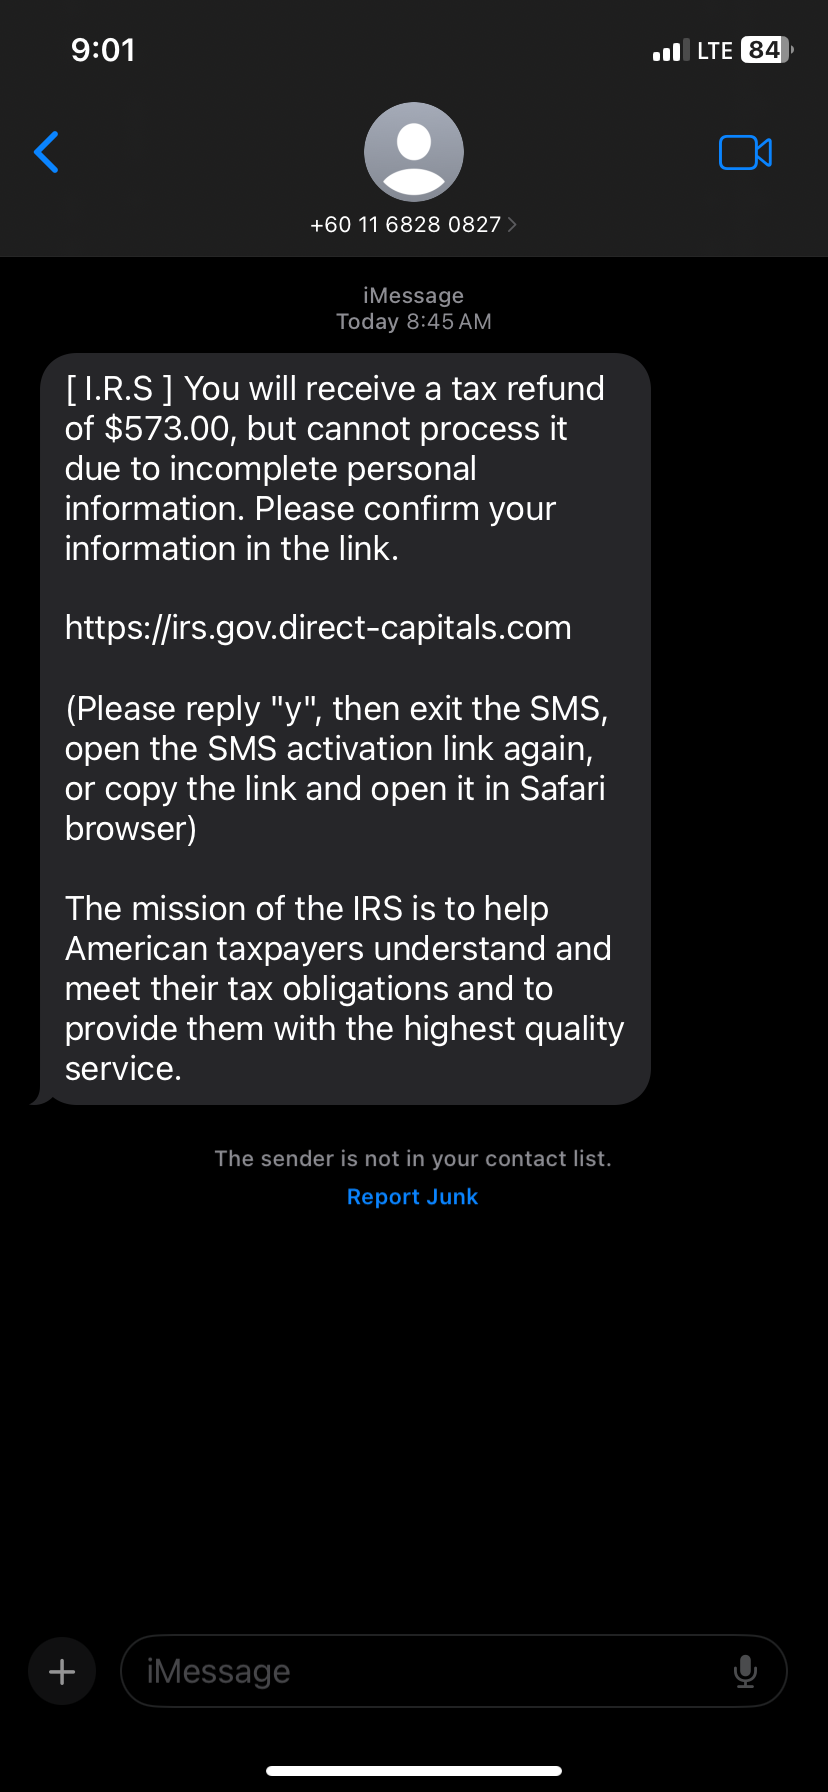 9:01
LTE 84
+60 11 6828 0827
iMessage
Today 8:45 AM
[ I.R.S ] You will receive a tax refund
of $573.00, but cannot process it
due to incomplete personal
information. Please confirm your
information in the link.
https://irs.gov.direct-capitals.com
(Please reply "y", then exit the SMS,
open the SMS activation link again,
or copy the link and open it in Safari
browser)
The mission of the IRS is to help
American taxpayers understand and
meet their tax obligations and to
provide them with the highest quality
service.
The sender is not in your contact list.
Report Junk
iMessage